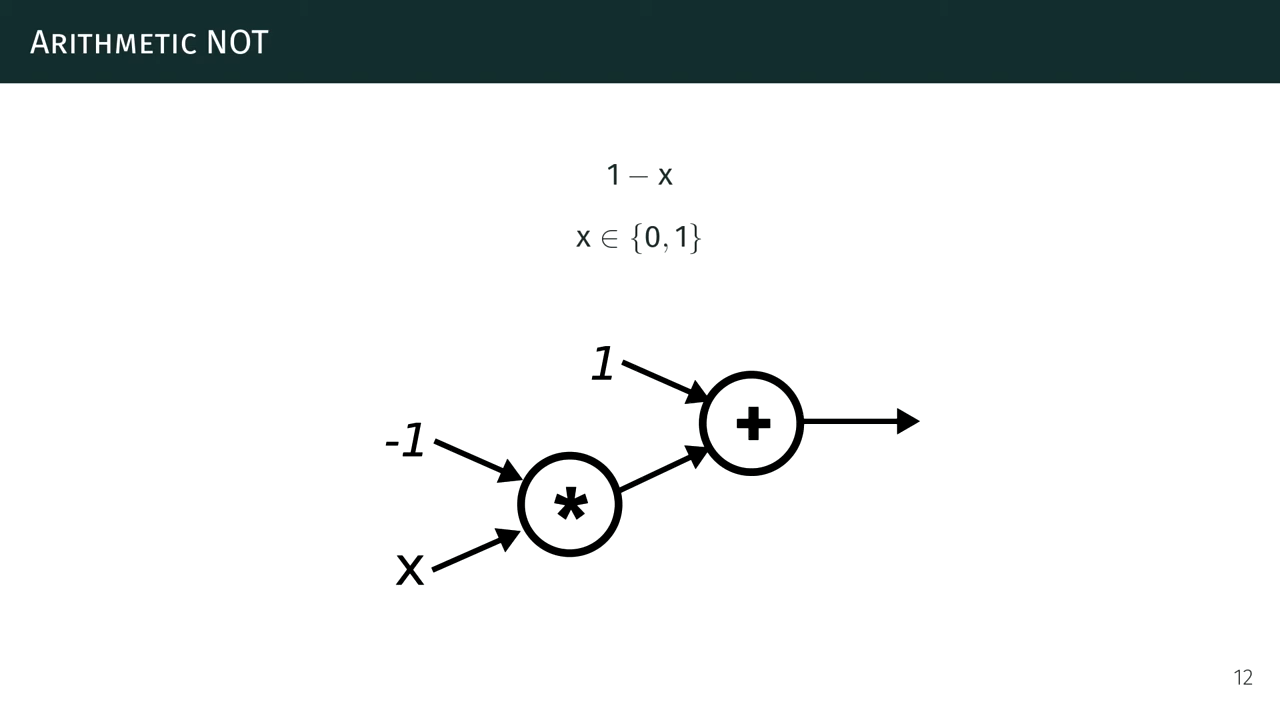 Arithmetic NOT
1 − x
x ∈ {0, 1}
1
+
-1
*
x
12